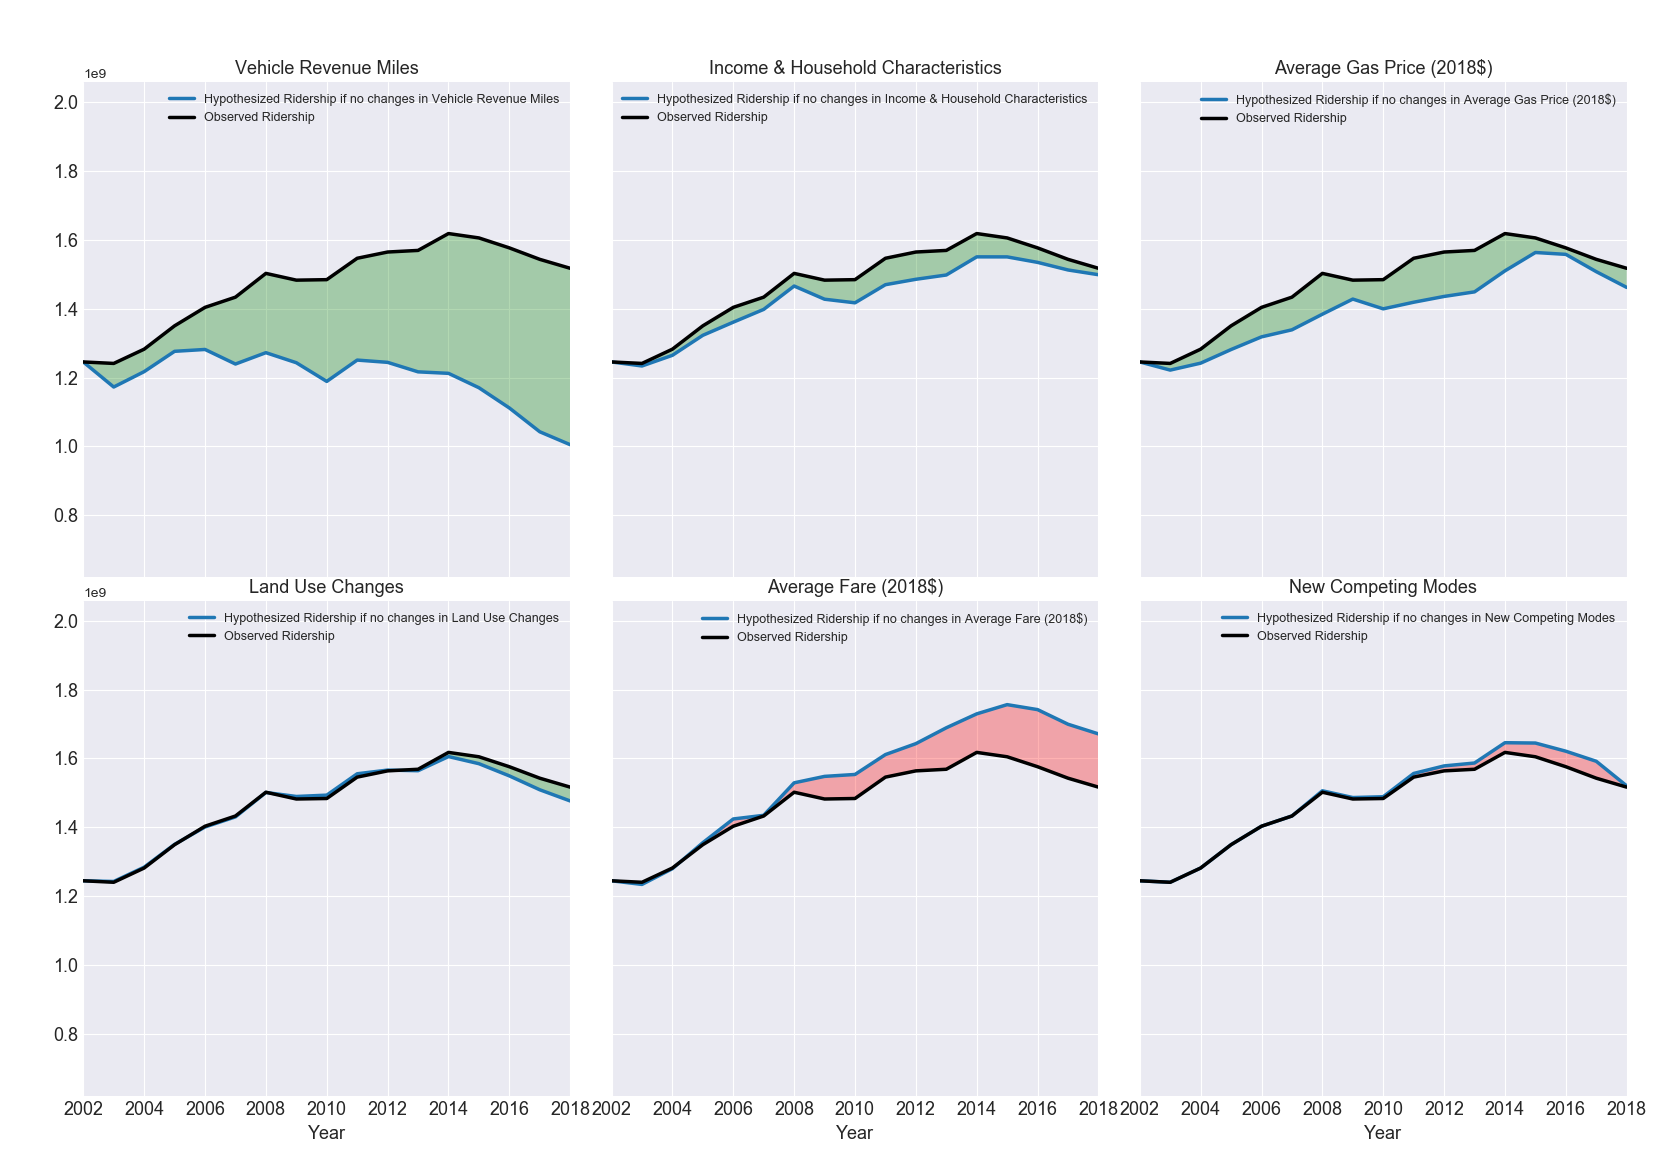 Vehicle Revenue Miles
1e9
Hypothesized Ridership if no changes in Vehicle Revenue Miles
Observed Ridership
2.0
1.8
1.6
1.4
1.2
1.0
0.8
Income & Household Characteristics
Hypothesized Ridership if no changes in Income & Household Characteristics
Observed Ridership
Average Gas Price (2018$)
Hypothesized Ridership if no changes in Average Gas Price (2018$)
Observed Ridership
Land Use Changes
1e9
Hypothesized Ridership if no changes in Land Use Changes
Observed Ridership
2.0
1.8
1.6
1.4
1.2
1.0
0.8
2002 2004 2006 2008 2010 2012 2014 2016 2018
Year
Average Fare (2018$)
Hypothesized Ridership if no changes in Average Fare (2018$)
Observed Ridership
2002 2004 2006 2008 2010 2012 2014 2016 2018
Year
New Competing Modes
Hypothesized Ridership if no changes in New Competing Modes
Observed Ridership
2002 2004 2006 2008 2010 2012 2014 2016 2018
Year